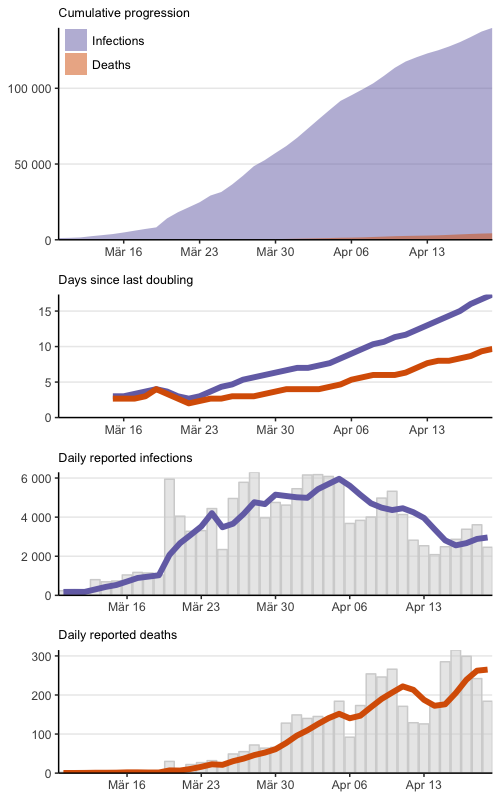 Cumulative progression
Infections
Deaths
100 000
50 000
0
Mär 16 Mär 23 Mär 30 Apr 06 Apr 13
Days since last doubling
15
10
5
0
Mär 16 Mär 23 Mär 30 Apr 06 Apr 13
Daily reported infections
6 000
4 000
2 000
0
Mär 16 Mär 23 Mär 30 Apr 06 Apr 13
Daily reported deaths
300
200
100
0
Mär 16 Mär 23 Mär 30 Apr 06 Apr 13